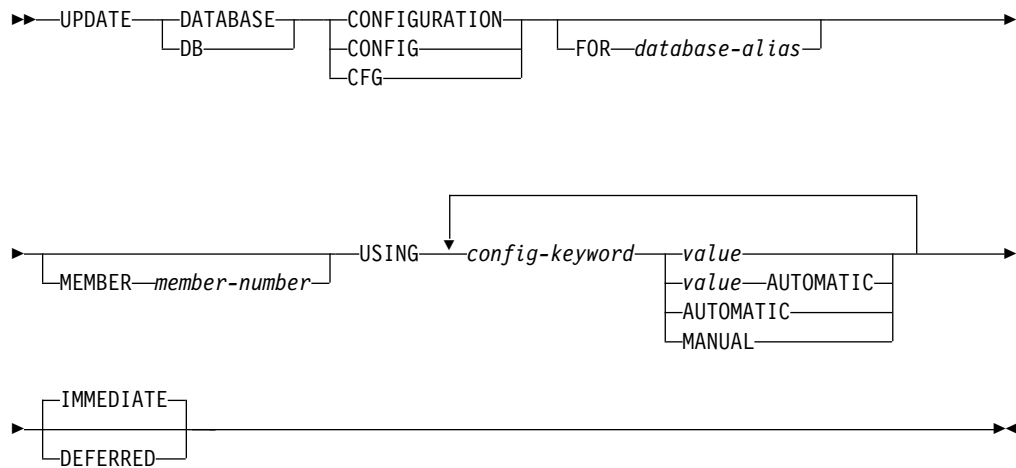 UPDATE DATABASE CONFIGURATION
DB CONFIG FOR database-alias
CFG
USING config-keyword value
MEMBER member-number value AUTOMATIC
AUTOMATIC
MANUAL
IMMEDIATE
DEFERRED